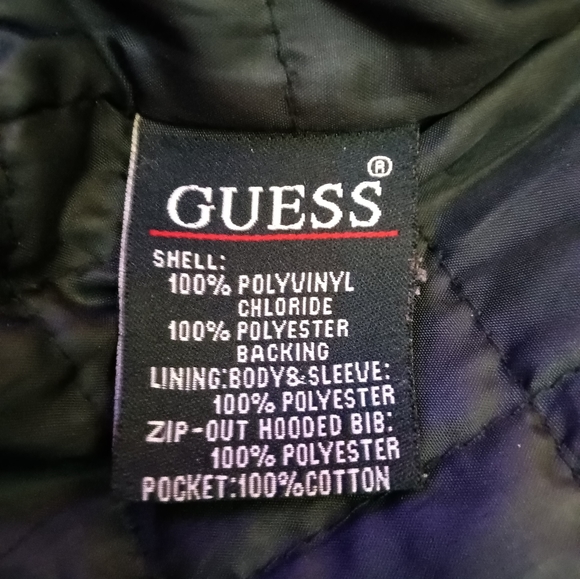 GUESS®
SHELL:
100% POLYVINYL
CHLORIDE
100% POLYESTER
BACKING
LINING:BODY&SLEEVE:
100% POLYESTER
ZIP-OUT HOODED BIB:
100% POLYESTER
POCKET:100%COTTON